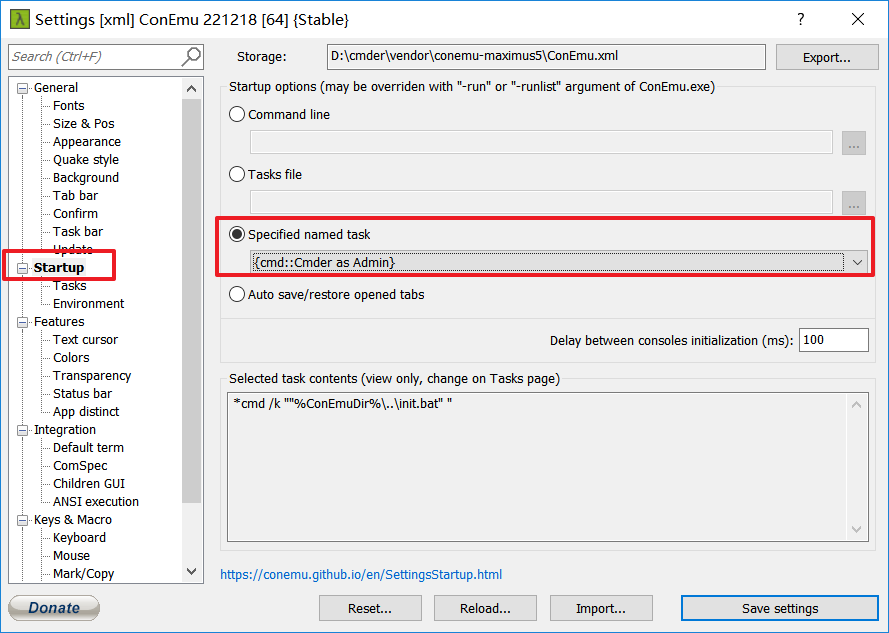 λ Settings [xml] ConEmu 221218 [64] {Stable}
?
Search (Ctrl+F)
General
Fonts
Size & Pos
Appearance
Quake style
Background
Tab bar
Confirm
Task bar
Update
Startup
Tasks
Environment
Features
Text cursor
Colors
Transparency
Status bar
App distinct
Integration
Default term
ComSpec
Children GUI
ANSI execution
Keys & Macro
Keyboard
Mouse
Mark/Copy
Donate
Storage:
D:\cmder\vendor\conemu-maximus5\ConEmu.xml
Export...
Startup options (may be overriden with "-run" or "-runlist" argument of ConEmu.exe)
Command line
...
Tasks file
...
Specified named task
{cmd::Cmder as Admin}
Auto save/restore opened tabs
Delay between consoles initialization (ms):
100
Selected task contents (view only, change on Tasks page)
*cmd /k ""%ConEmuDir%\..\init.bat" "
https://conemu.github.io/en/SettingsStartup.html
Reset...
Reload...
Import...
Save settings